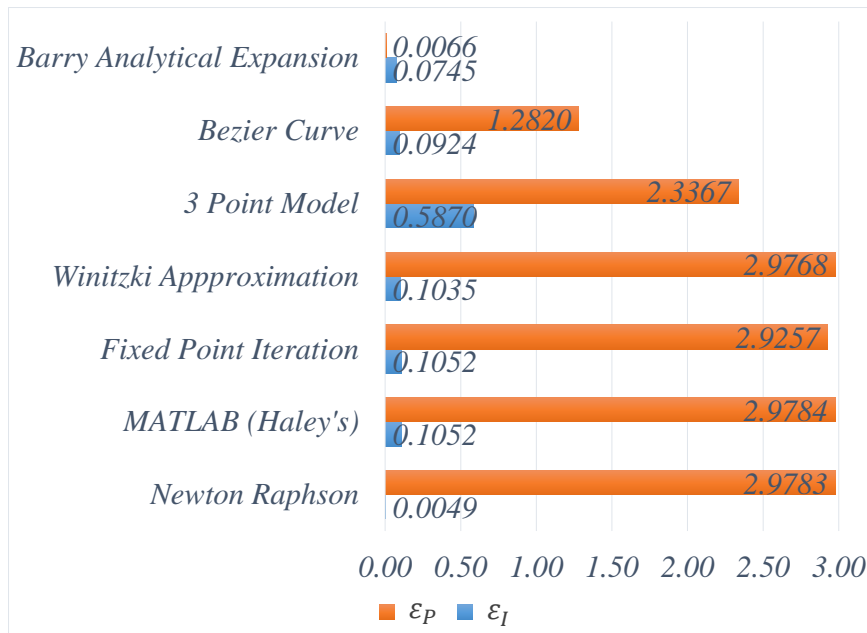 Barry Analytical Expansion
0.0066
0.0745
Bezier Curve
1.2820
0.0924
3 Point Model
2.3367
0.5870
Winitzki Appproximation
2.9768
0.1035
Fixed Point Iteration
2.9257
0.1052
MATLAB (Haley's)
2.9784
0.1052
Newton Raphson
2.9783
0.0049
0.00 0.50 1.00 1.50 2.00 2.50 3.00
ε_P ε_I